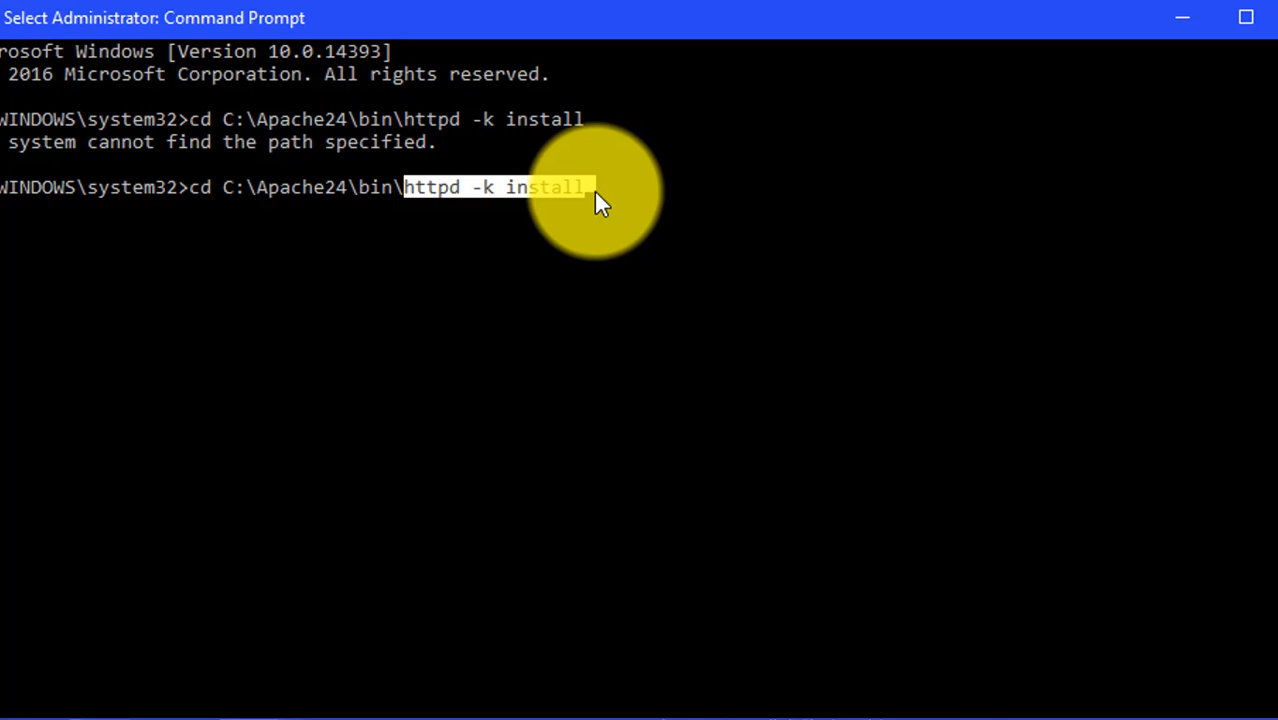 Select Administrator: Command Prompt
rosoft Windows [Version 10.0.14393]
2016 Microsoft Corporation. All rights reserved.
WINDOWS\system32>cd C:\Apache24\bin\httpd -k install
system cannot find the path specified.
WINDOWS\system32>cd C:\Apache24\bin\httpd -k install